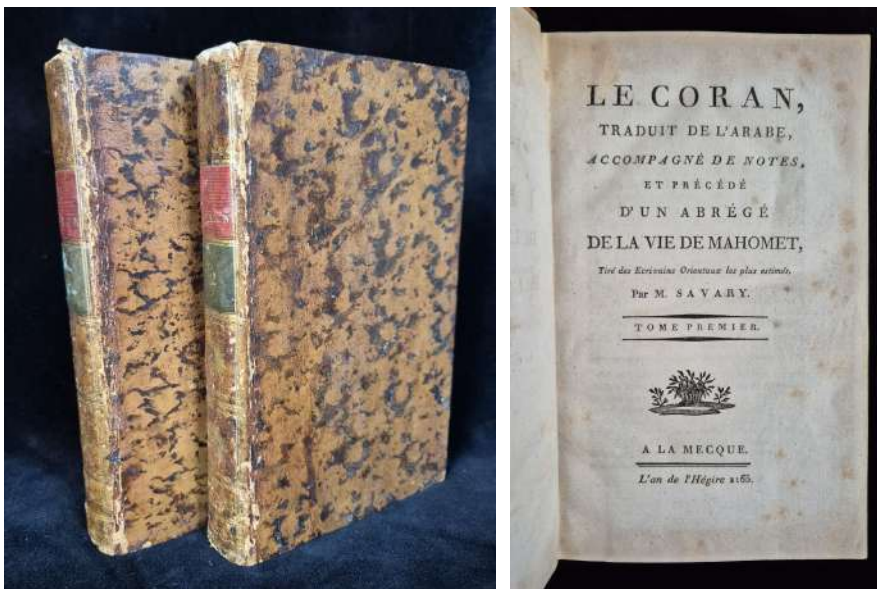 LE CORAN,
TRADUIT DE L'ARABE,
ACCOMPAGNÉ DE NOTES,
ET PRÉCÉDÉ
D'UN ABRÉGÉ
DE LA VIE DE MAHOMET,
Tiré des Ecrivains Orientaux les plus estimés.
Par M. SAVARY.
TOME PREMIER.
A LA MECQUE.
L'an de l'Hégire 1165.